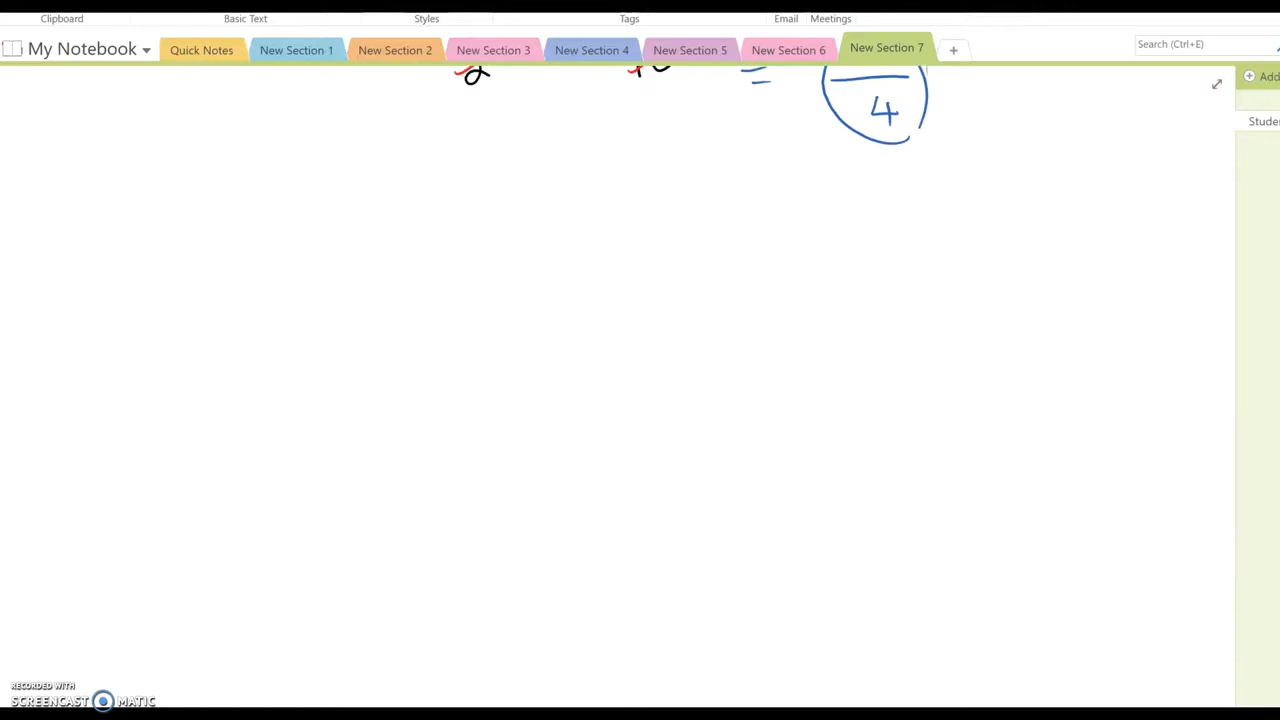 Clipboard Basic Text Styles Tags Email Meetings
My Notebook Quick Notes New Section 1 New Section 2 New Section 3 New Section 4 New Section 5 New Section 6 New Section 7 + Search (Ctrl+E)
Add
= 4
Studer
RECORDED WITH
SCREENCAST MATIC